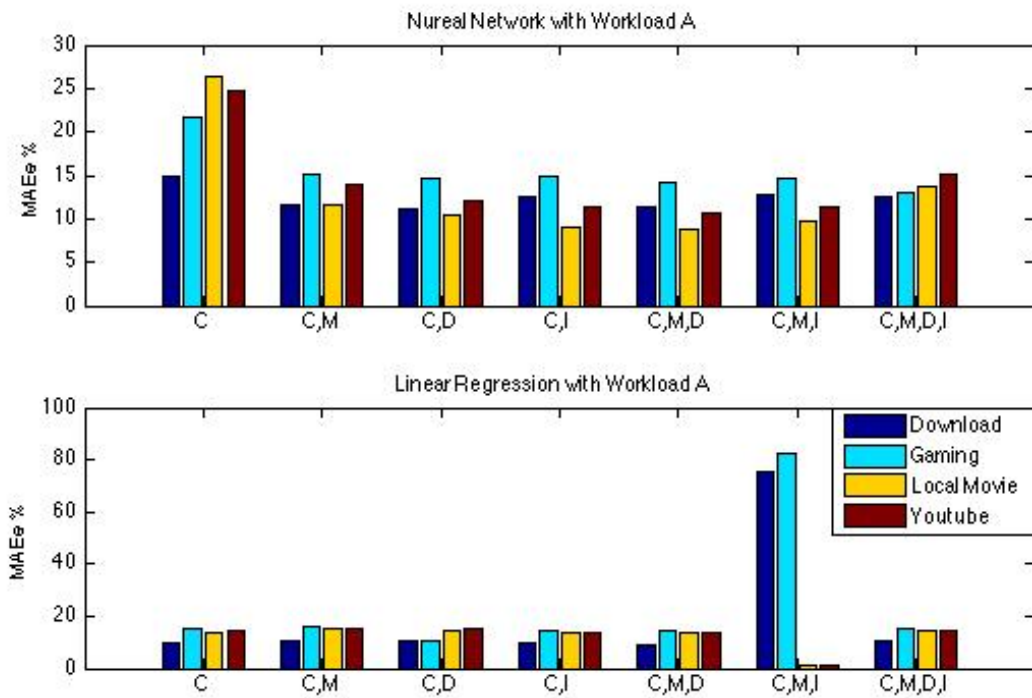 Nureal Network with Workload A
MAEe %
30
25
20
15
10
5
0
C
C,M
C,D
C,I
C,M,D
C,M,I
C,M,D,I
Linear Regression with Workload A
MAEe %
100
80
60
40
20
0
Download
Gaming
Local Movie
Youtube
C
C,M
C,D
C,I
C,M,D
C,M,I
C,M,D,I